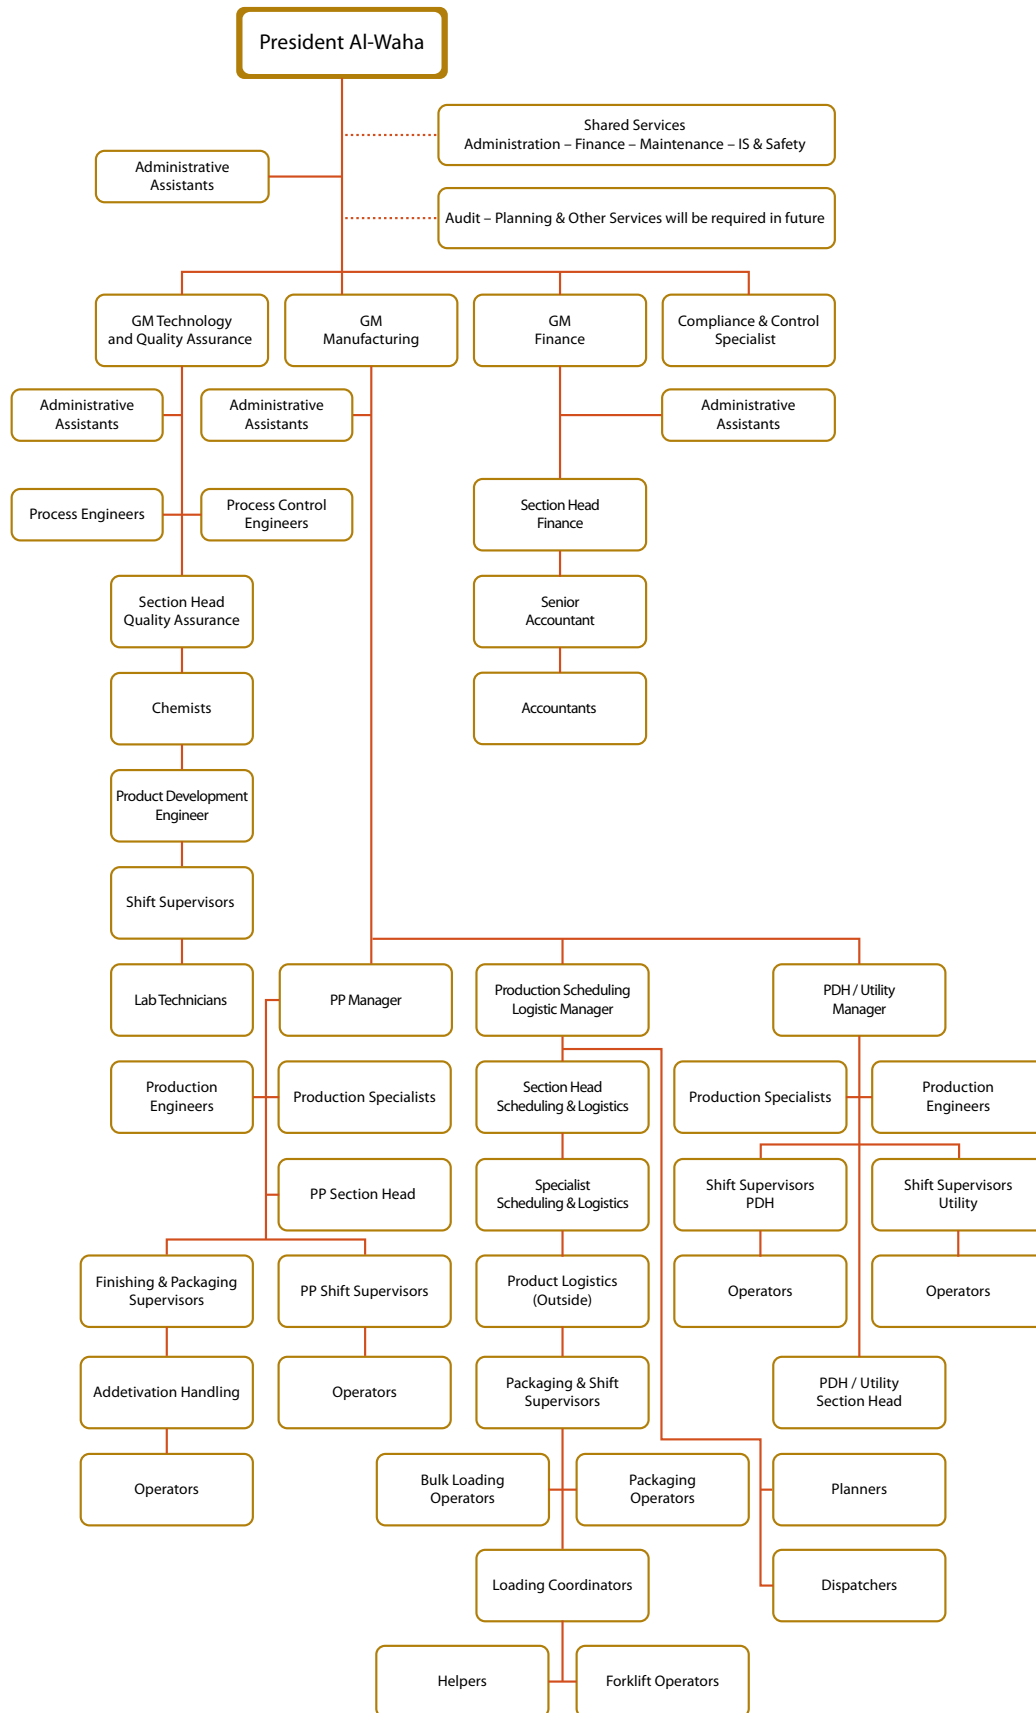 President Al-Waha
Shared Services
Administration – Finance – Maintenance – IS & Safety
Administrative
Assistants
Audit – Planning & Other Services will be required in future
GM Technology
and Quality Assurance
GM
Manufacturing
GM
Finance
Compliance & Control
Specialist
Administrative
Assistants
Administrative
Assistants
Administrative
Assistants
Process Engineers
Process Control
Engineers
Section Head
Finance
Section Head
Quality Assurance
Senior
Accountant
Chemists
Accountants
Product Development
Engineer
Shift Supervisors
Lab Technicians
PP Manager
Production Scheduling
Logistic Manager
PDH / Utility
Manager
Production
Engineers
Production Specialists
Section Head
Scheduling & Logistics
Production Specialists
Production
Engineers
PP Section Head
Specialist
Scheduling & Logistics
Shift Supervisors
PDH
Shift Supervisors
Utility
Finishing & Packaging
Supervisors
PP Shift Supervisors
Product Logistics
(Outside)
Operators
Operators
Addetivation Handling
Operators
Packaging & Shift
Supervisors
PDH / Utility
Section Head
Operators
Bulk Loading
Operators
Packaging
Operators
Planners
Loading Coordinators
Dispatchers
Helpers
Forklift Operators